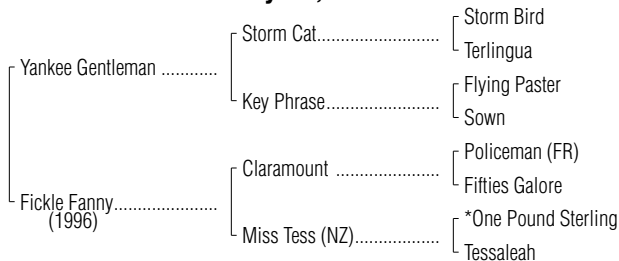 Storm Bird
Storm Cat................................
Terlingua
Yankee Gentleman ............
Flying Paster
Key Phrase.............................
Sown
Policeman (FR)
Claramount ..........................
Fifties Galore
Fickle Fanny......................
(1996)
*One Pound Sterling
Miss Tess (NZ).....................
Tessaleah